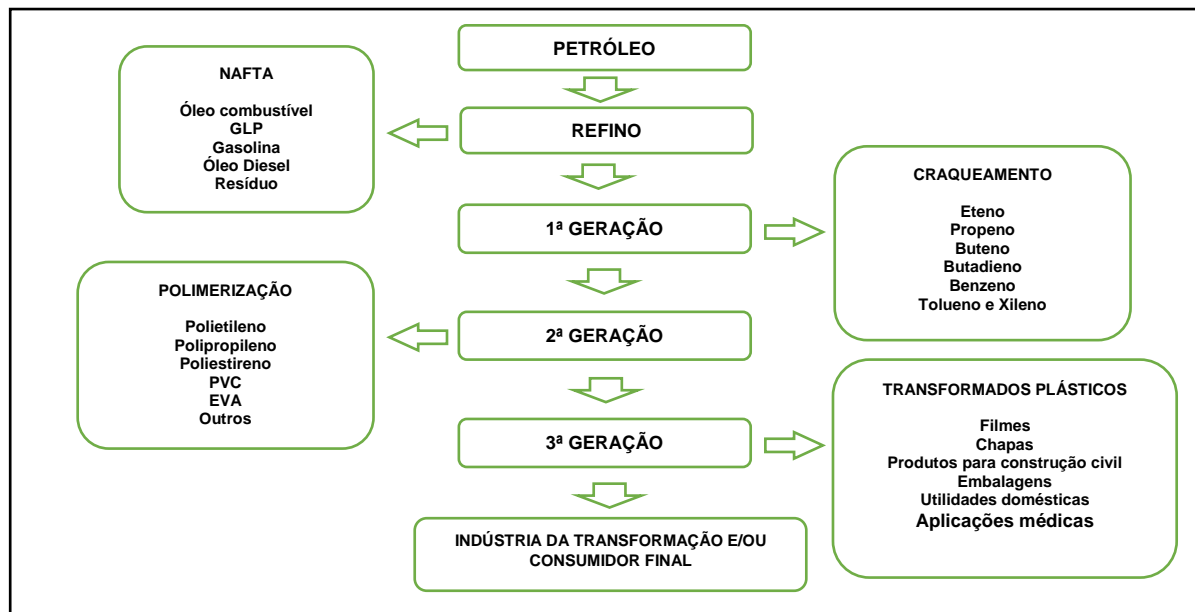 PETRÓLEO
NAFTA
Óleo combustível
GLP
Gasolina
Óleo Diesel
Resíduo
REFINO
CRAQUEAMENTO
Eteno
Propeno
Buteno
Butadieno
Benzeno
Tolueno e Xileno
1ª GERAÇÃO
POLIMERIZAÇÃO
Polietileno
Polipropileno
Poliestireno
PVC
EVA
Outros
2ª GERAÇÃO
TRANSFORMADOS PLÁSTICOS
Filmes
Chapas
Produtos para construção civil
Embalagens
Utilidades domésticas
Aplicações médicas
3ª GERAÇÃO
INDÚSTRIA DA TRANSFORMAÇÃO E/OU
CONSUMIDOR FINAL